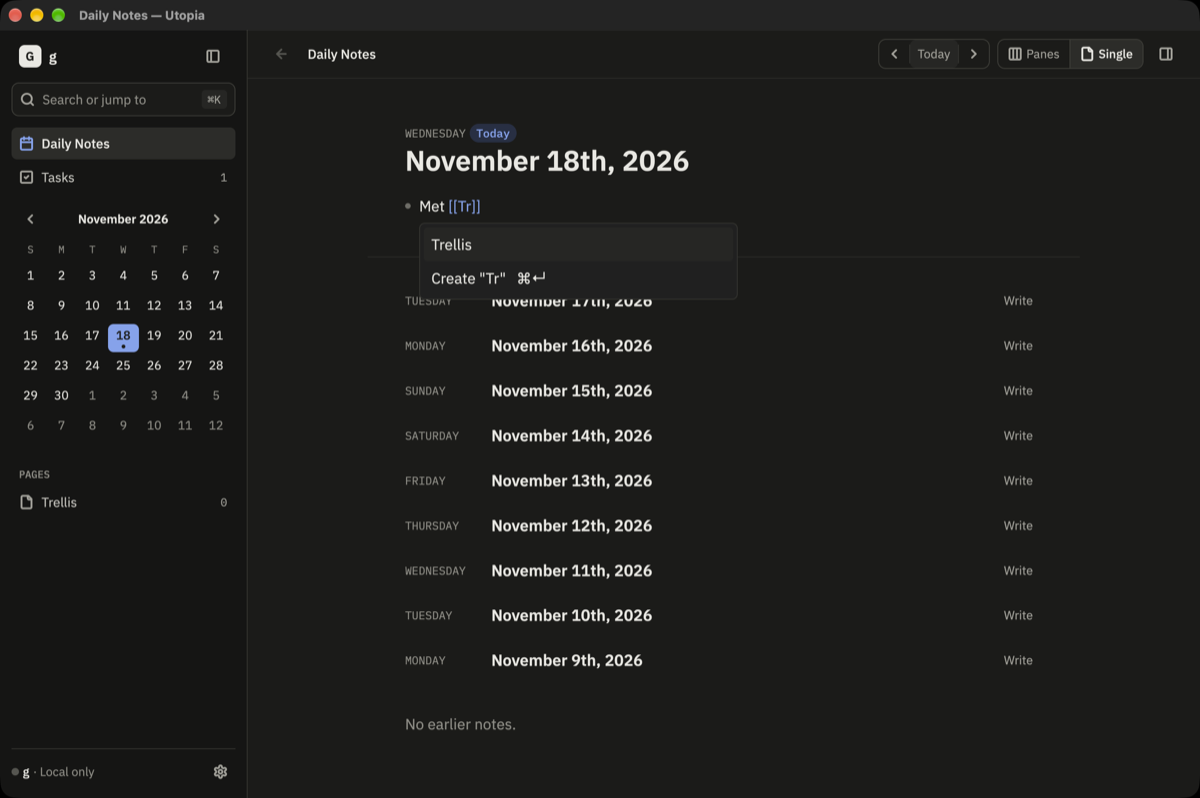 Daily Notes — Utopia
G g
Search or jump to ⌘K
Daily Notes
Tasks 1
November 2026
S M T W T F S
1 2 3 4 5 6 7
8 9 10 11 12 13 14
15 16 17 18 19 20 21
22 23 24 25 26 27 28
29 30 1 2 3 4 5
6 7 8 9 10 11 12
PAGES
Trellis 0
g · Local only
Daily Notes
Today
Panes
Single
WEDNESDAY Today
November 18th, 2026
Met [[Tr]]
Trellis
Create "Tr" ⌘↵
TUESDAY November 17th, 2026 Write
MONDAY November 16th, 2026 Write
SUNDAY November 15th, 2026 Write
SATURDAY November 14th, 2026 Write
FRIDAY November 13th, 2026 Write
THURSDAY November 12th, 2026 Write
WEDNESDAY November 11th, 2026 Write
TUESDAY November 10th, 2026 Write
MONDAY November 9th, 2026 Write
No earlier notes.